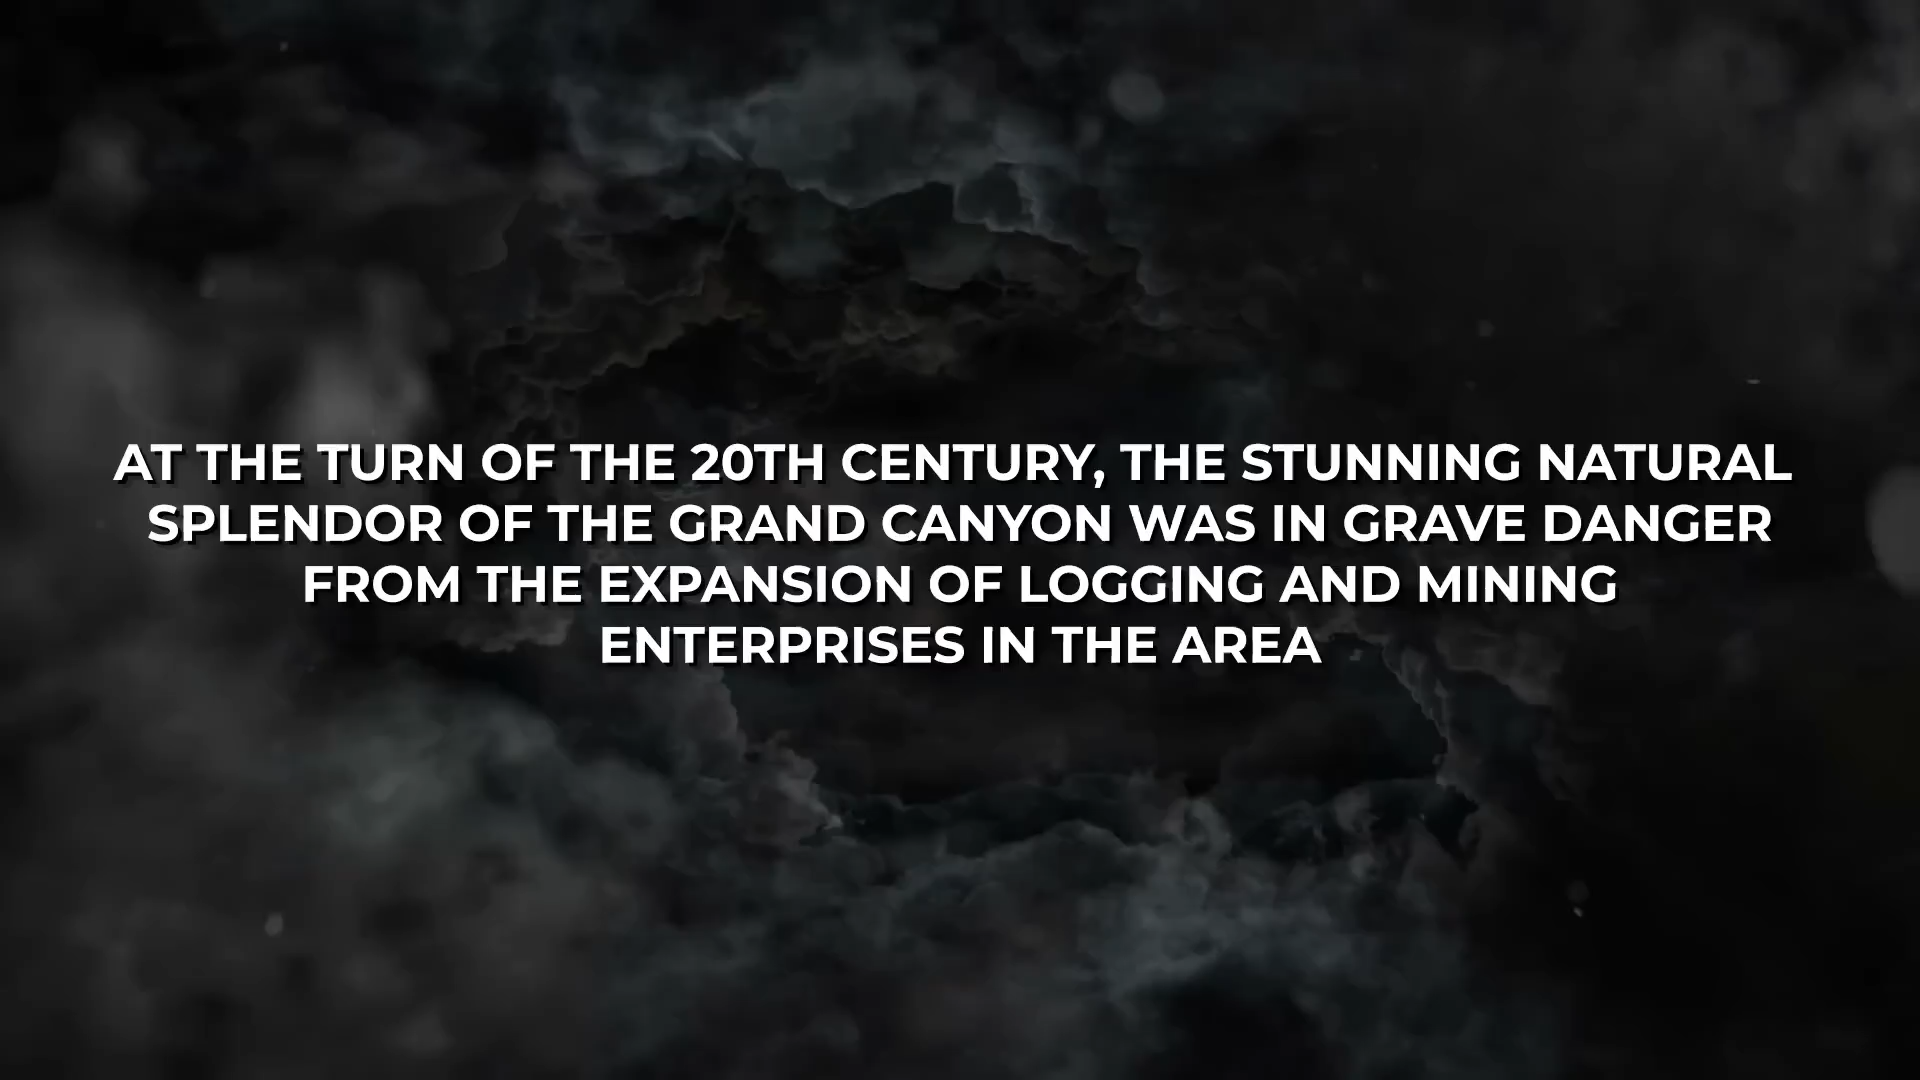 AT THE TURN OF THE 20TH CENTURY, THE STUNNING NATURAL
SPLENDOR OF THE GRAND CANYON WAS IN GRAVE DANGER
FROM THE EXPANSION OF LOGGING AND MINING
ENTERPRISES IN THE AREA